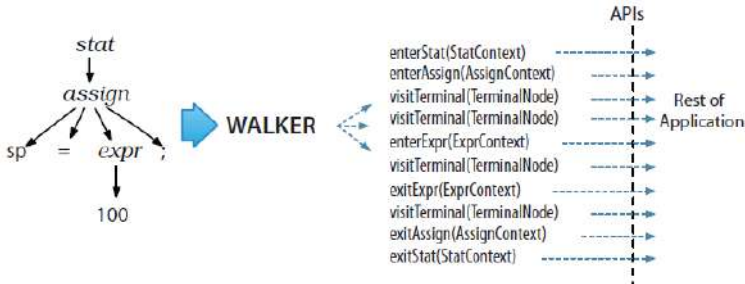 APIs
stat
assign
sp = expr ;
100
WALKER
enterStat(StatContext)
enterAssign(AssignContext)
visitTerminal(TerminalNode)
visitTerminal(TerminalNode)
enterExpr(ExprContext)
visitTerminal(TerminalNode)
exitExpr(ExprContext)
visitTerminal(TerminalNode)
exitAssign(AssignContext)
exitStat(StatContext)
Rest of
Application